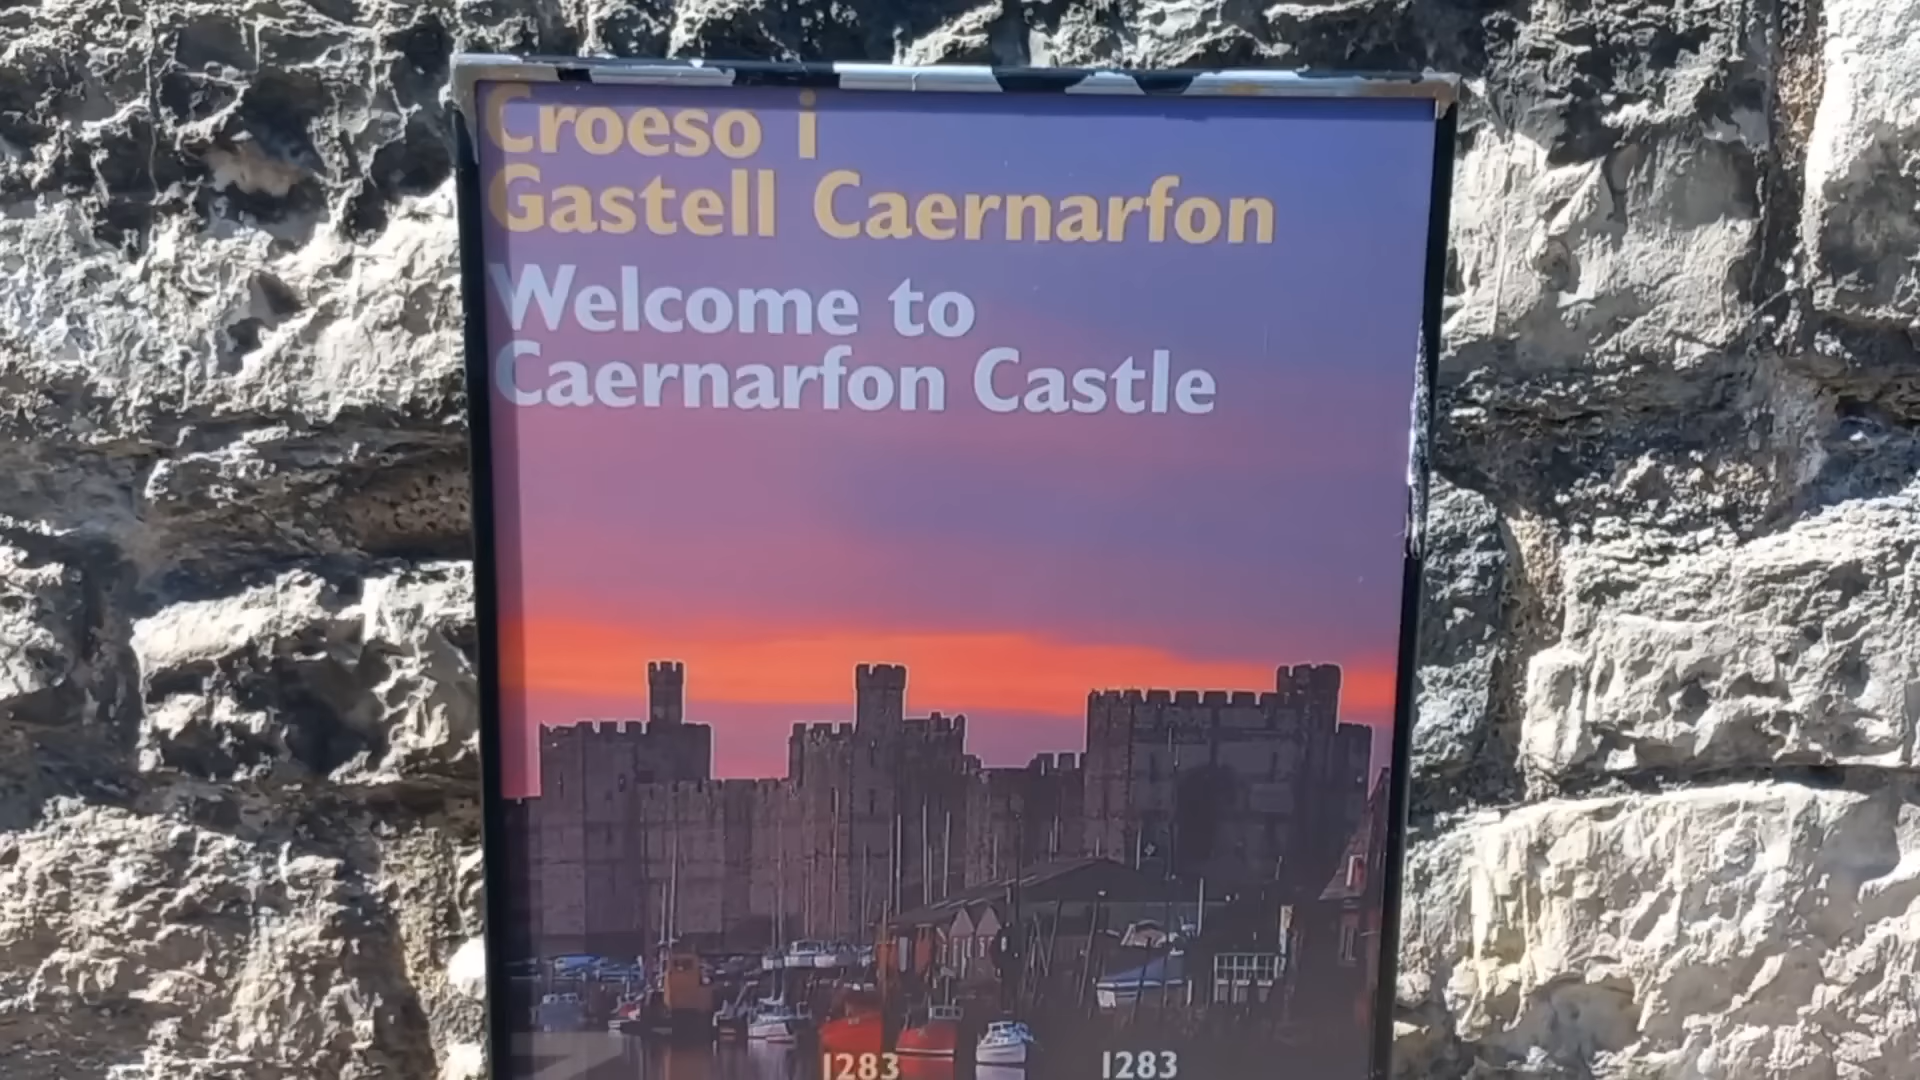 Croeso i
Gastell Caernarfon
Welcome to
Caernarfon Castle
1283 1283